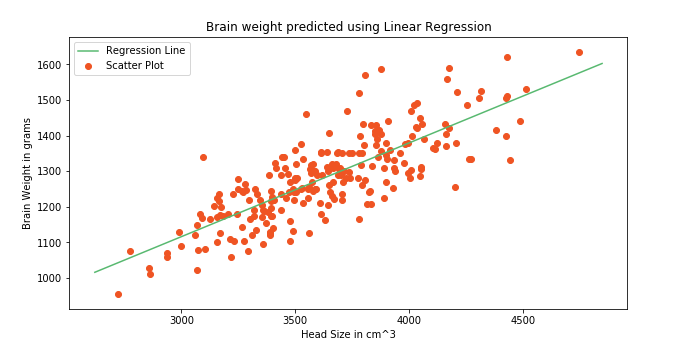 Brain weight predicted using Linear Regression
Regression Line
Scatter Plot
Brain Weight in grams
1600
1500
1400
1300
1200
1100
1000
3000 3500 4000 4500
Head Size in cm^3